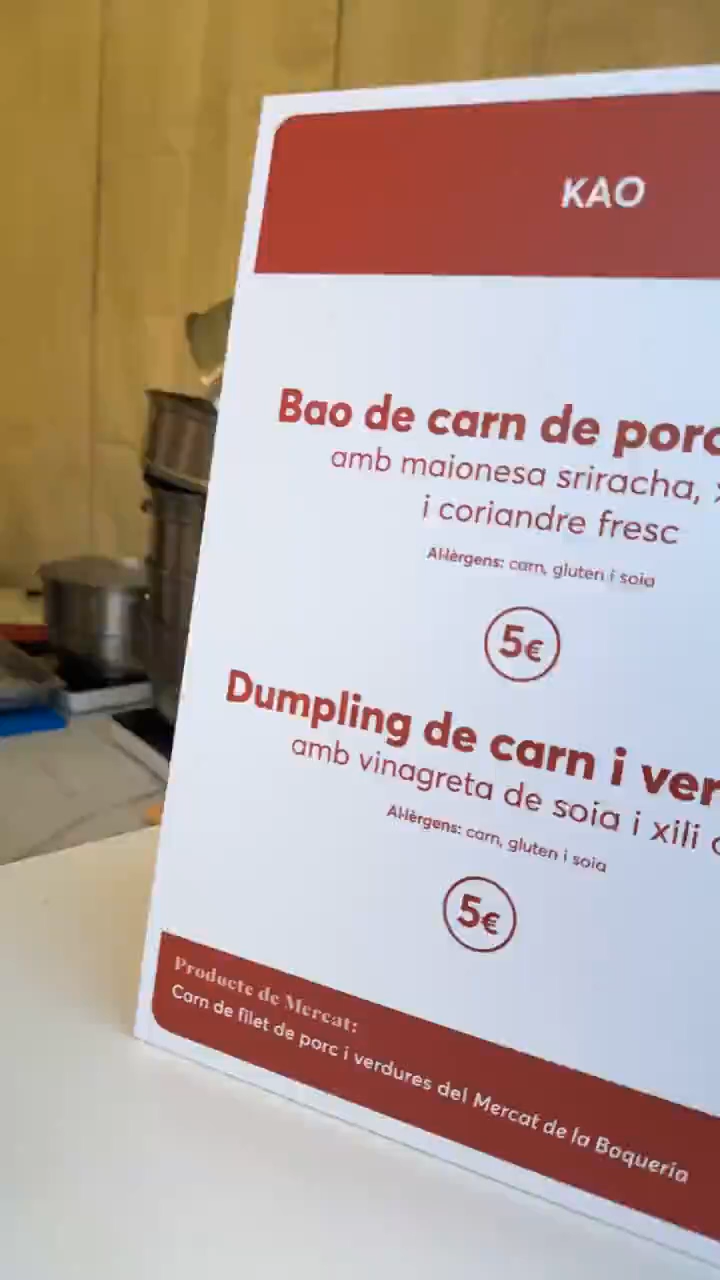 KAO
Bao de carn de porc
amb maionesa sriracha,
i coriandre fresc
Al·lèrgens: carn, gluten i soia
5€
Dumpling de carn i ver
amb vinagreta de soia i xili
Al·lèrgens: carn, gluten i soia
5€
Producte de Mercat:
Carn de filet de porc i verdures del Mercat de la Boqueria